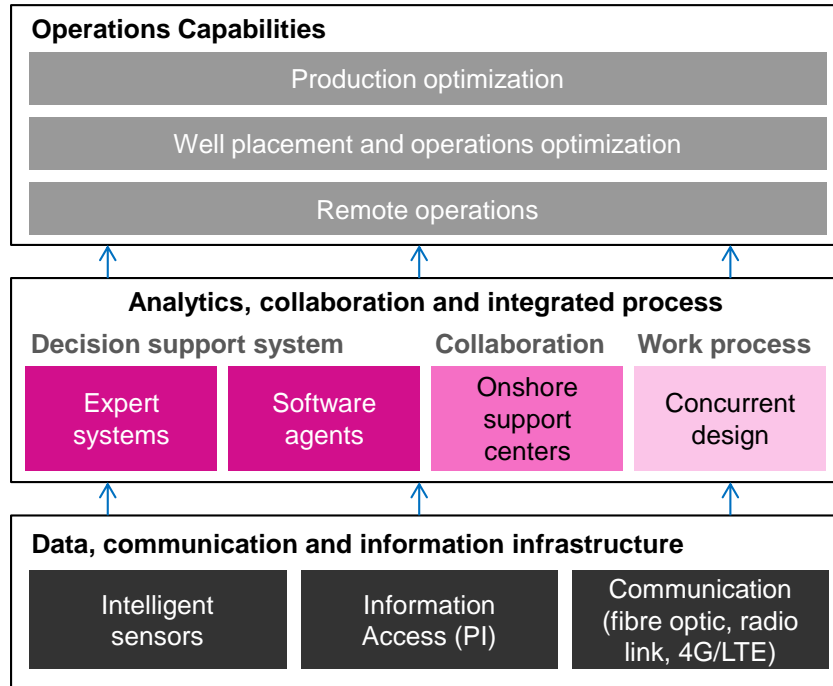 Operations Capabilities
Production optimization
Well placement and operations optimization
Remote operations
Analytics, collaboration and integrated process
Decision support system
Collaboration
Work process
Expert
systems
Software
agents
Onshore
support
centers
Concurrent
design
Data, communication and information infrastructure
Intelligent
sensors
Information
Access (PI)
Communication
(fibre optic, radio
link, 4G/LTE)